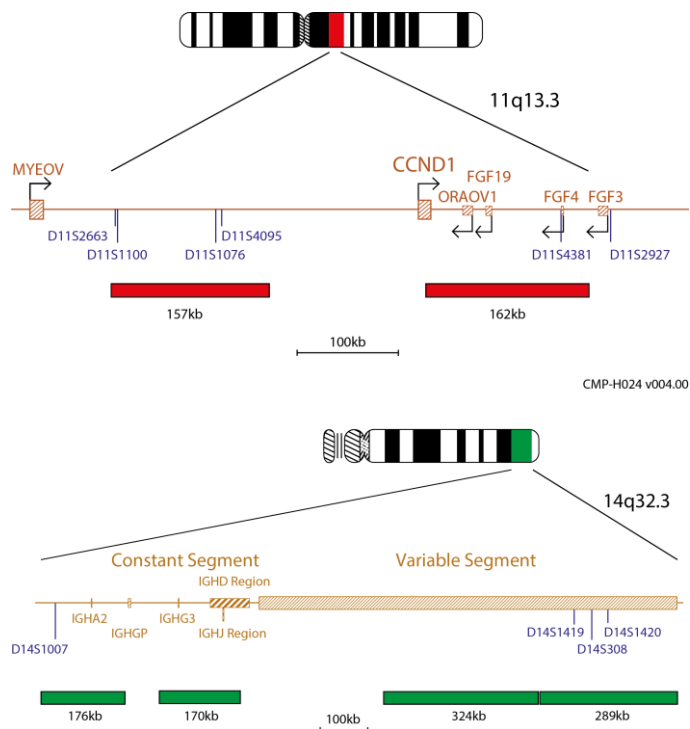 11q13.3
MYEOV
CCND1
FGF19
ORAOV1
FGF4
FGF3
D11S2663
D11S4095
D11S1100
D11S1076
D11S4381
D11S2927
157kb
162kb
100kb
CMP-H024 v004.00
14q32.3
Constant Segment
Variable Segment
IGHD Region
IGHA2
IGHG3
IGHGP
IGHJ Region
D14S1007
D14S1419
D14S1420
D14S308
176kb
170kb
100kb
324kb
289kb